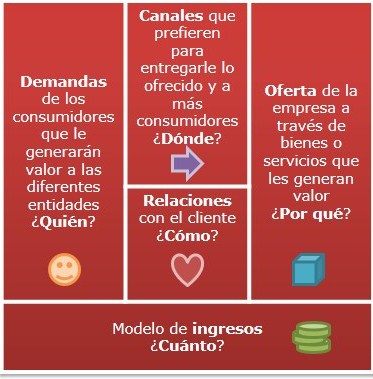 Demandas
de los
consumidores
que le
generarán
valor a las
diferentes
entidades
¿Quién?
Canales que
prefieren
para
entregarle lo
ofrecido y a
más
consumidores
¿Dónde?
Relaciones
con el cliente
¿Cómo?
Oferta de la
empresa a
través de
bienes o
servicios que
les generan
valor
¿Por qué?
Modelo de ingresos
¿Cuánto?